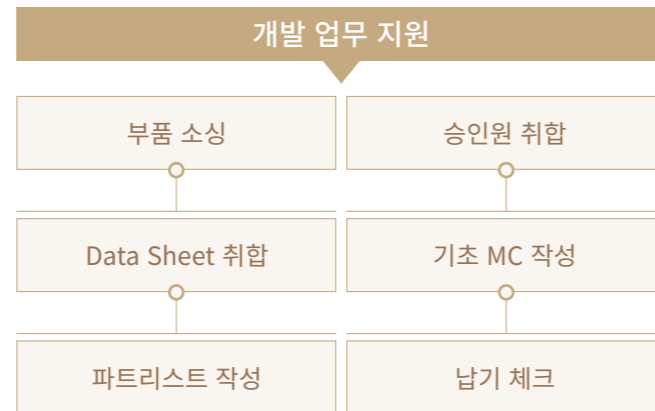 개발 업무 지원
부품 소싱
승인원 취합
Data Sheet 취합
기초 MC 작성
파트리스트 작성
납기 체크